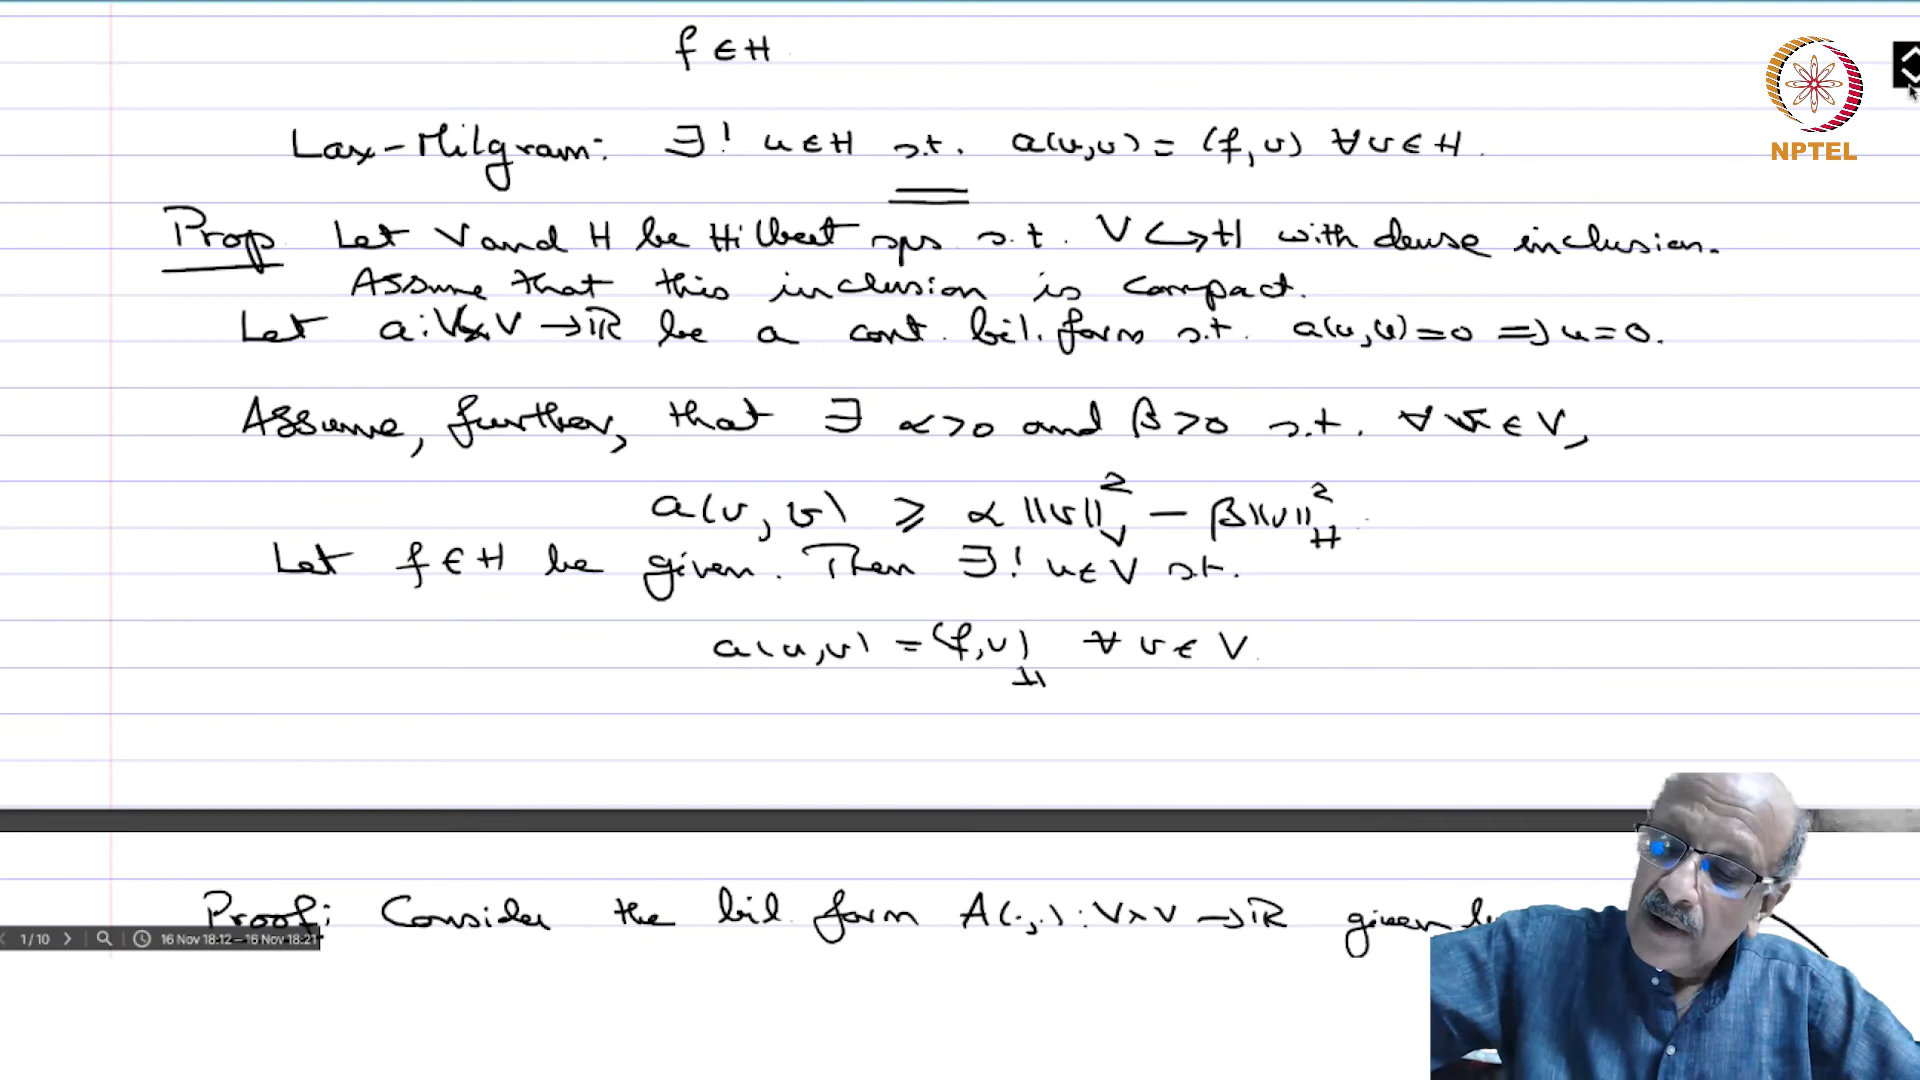 f ∈ H
NPTEL
Lax-Milgram: ∃! u ∈ H s.t. a(u,v) = (f,v) ∀ v ∈ H.
Prop. Let V and H be Hilbert sps s.t. V ↪ H with dense inclusion.
Assume that this inclusion is compact.
Let a: V×V → ℝ be a cont. bil. form s.t. a(u,u)=0 ⇒ u=0.
Assume, further, that ∃ α>0 and β>0 s.t. ∀ v ∈ V,
a(v,v) ≥ α ||v||²_V − β||v||²_H.
Let f ∈ H be given. Then ∃! u ∈ V s.t.
a(u,v) = (f,v)_H ∀ v ∈ V.
Proof: Consider the bil. form A(·,·): V×V → ℝ given
1/10 16 Nov 18:12 – 16 Nov 18:21